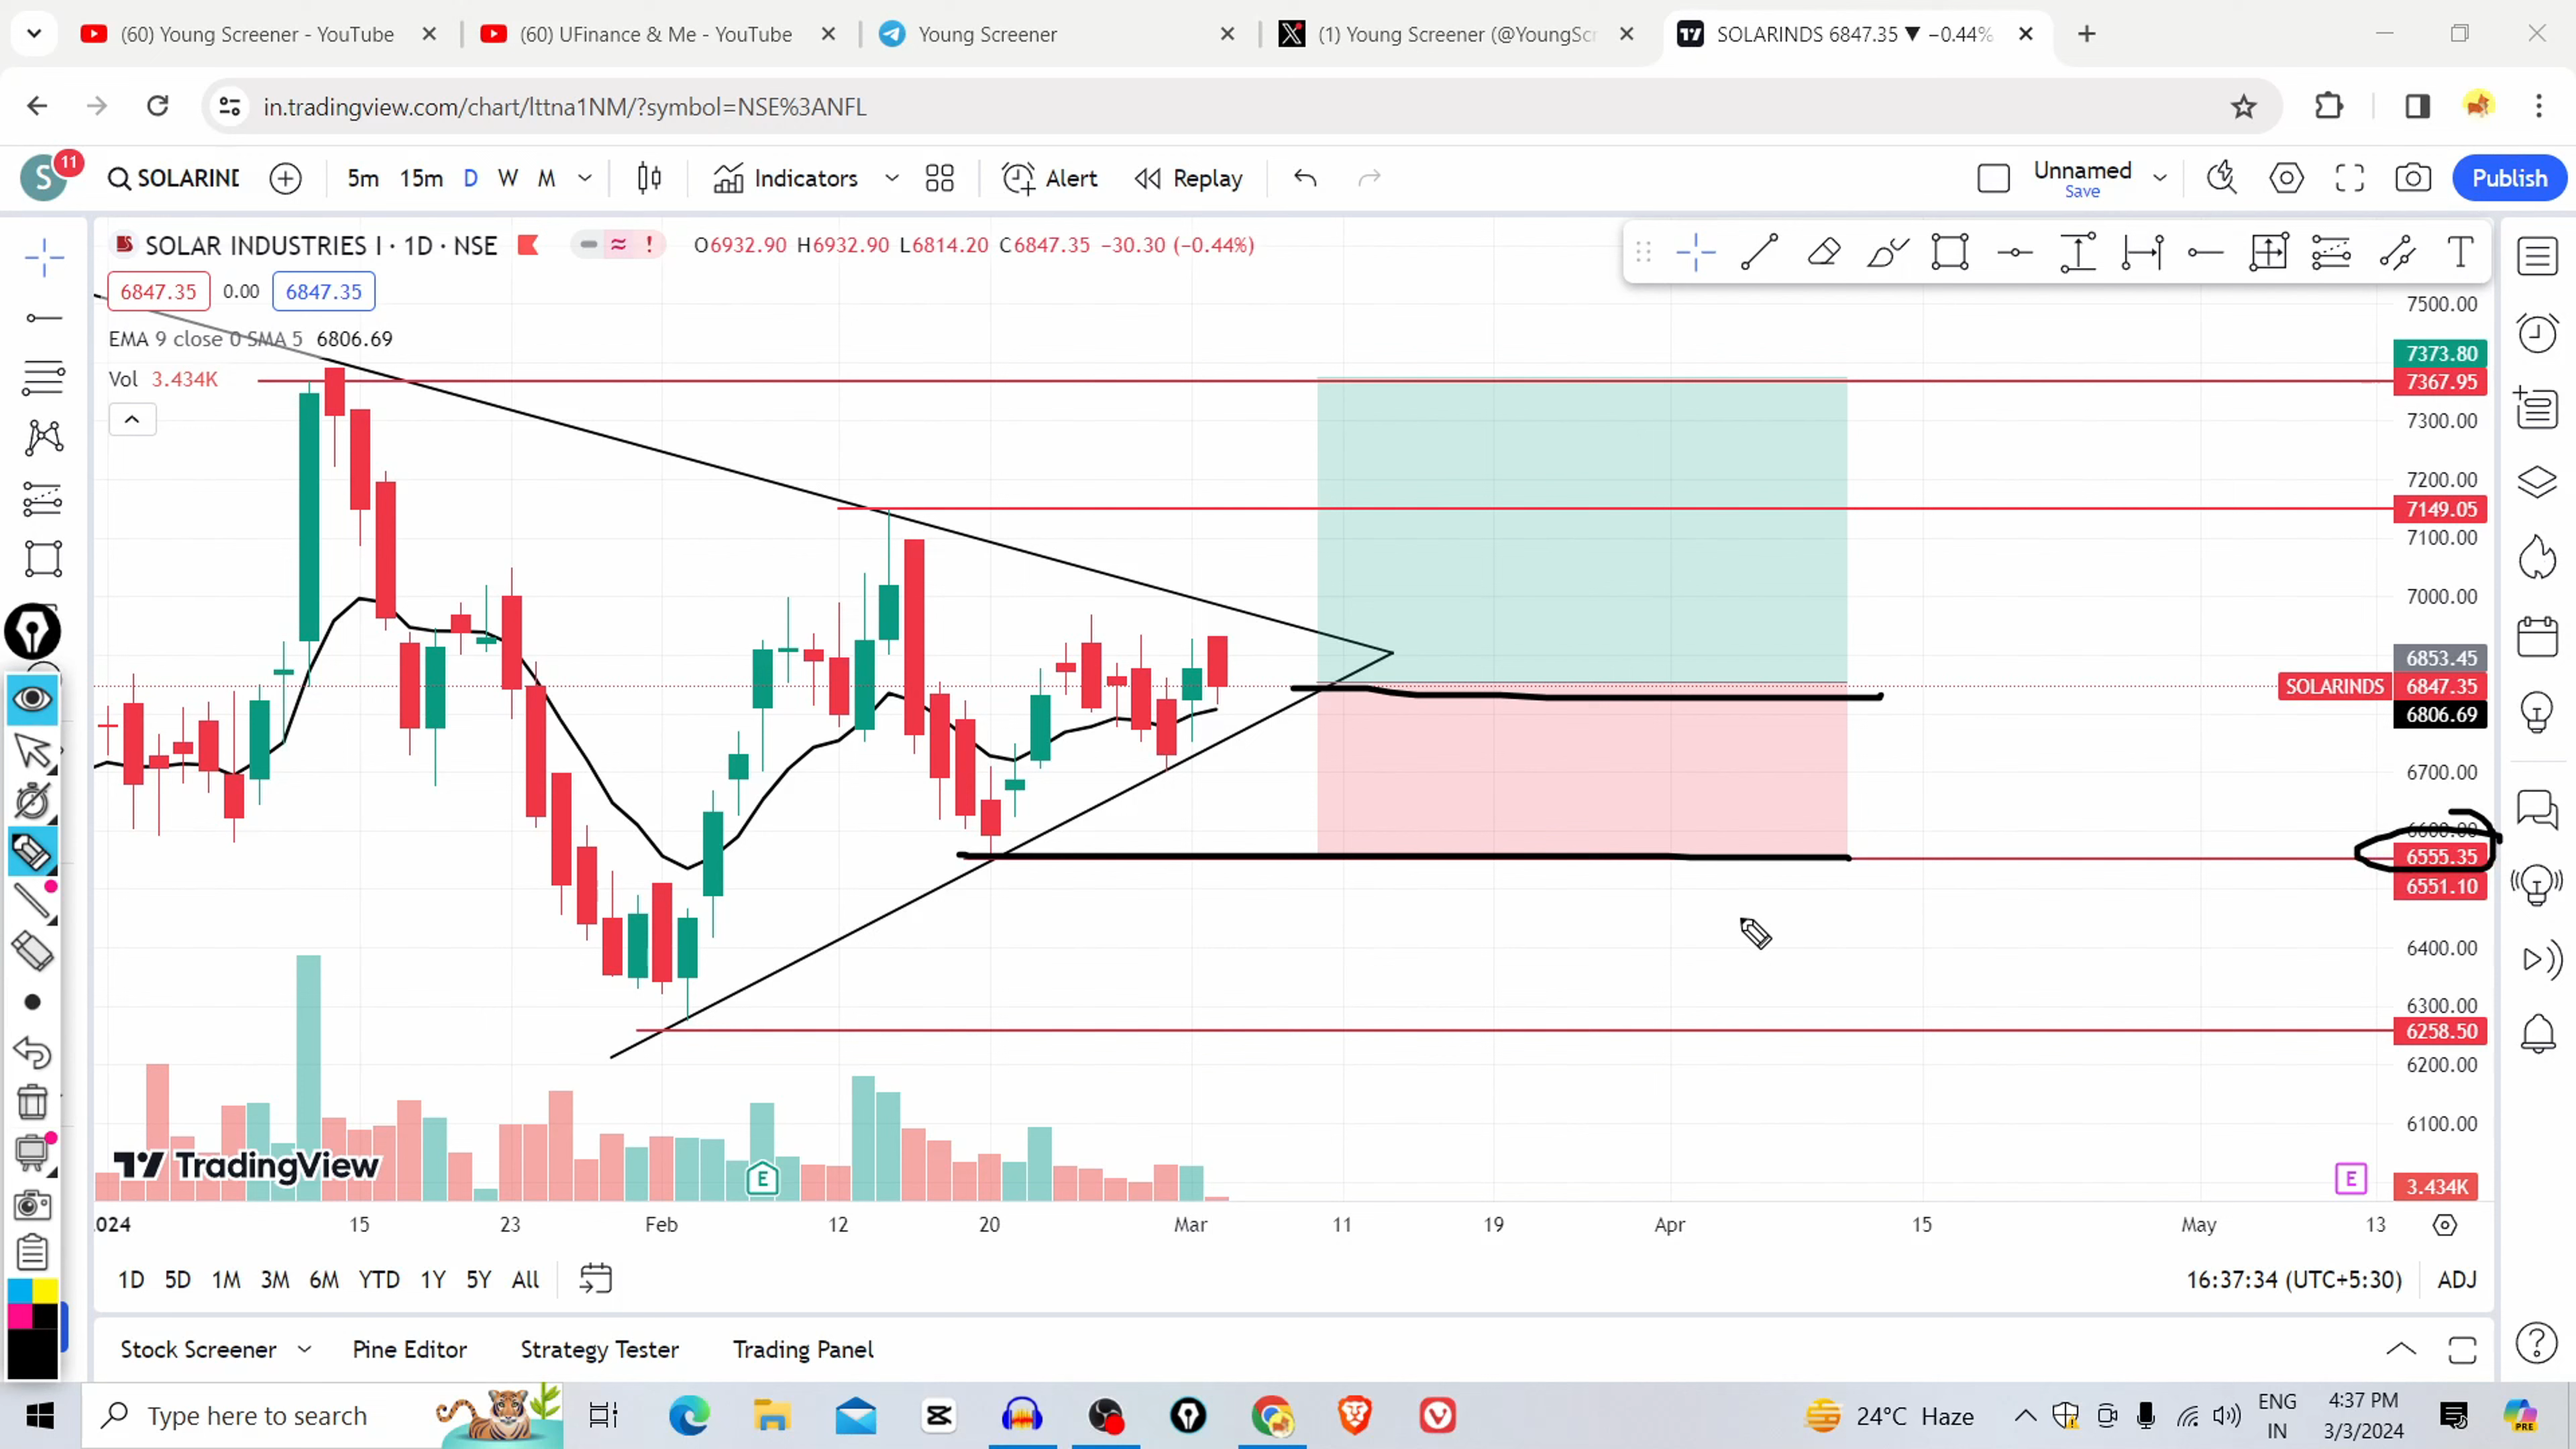 (60) Young Screener - YouTube
(60) UFinance & Me - YouTube
Young Screener
(1) Young Screener (@YoungScr
SOLARINDS 6847.35 ▼ −0.44%
in.tradingview.com/chart/lttna1NM/?symbol=NSE%3ANFL
S 11
SOLARIND
5m 15m D W M
Indicators
Alert
Replay
Unnamed
Save
Publish
SOLAR INDUSTRIES I · 1D · NSE
O6932.90 H6932.90 L6814.20 C6847.35 −30.30 (−0.44%)
6847.35 0.00 6847.35
EMA 9 close 0 SMA 5 6806.69
Vol 3.434K
7500.00
7373.80
7367.95
7300.00
7200.00
7149.05
7100.00
7000.00
6853.45
SOLARINDS 6847.35
6806.69
6700.00
6600.00
6555.35
6551.10
6400.00
6300.00
6258.50
6200.00
6100.00
3.434K
TradingView
E
E
2024 15 23 Feb 12 20 Mar 11 19 Apr 15 May 13
1D 5D 1M 3M 6M YTD 1Y 5Y All
16:37:34 (UTC+5:30) ADJ
Stock Screener Pine Editor Strategy Tester Trading Panel
Type here to search
24°C Haze
ENG
IN
4:37 PM
3/3/2024
PRE